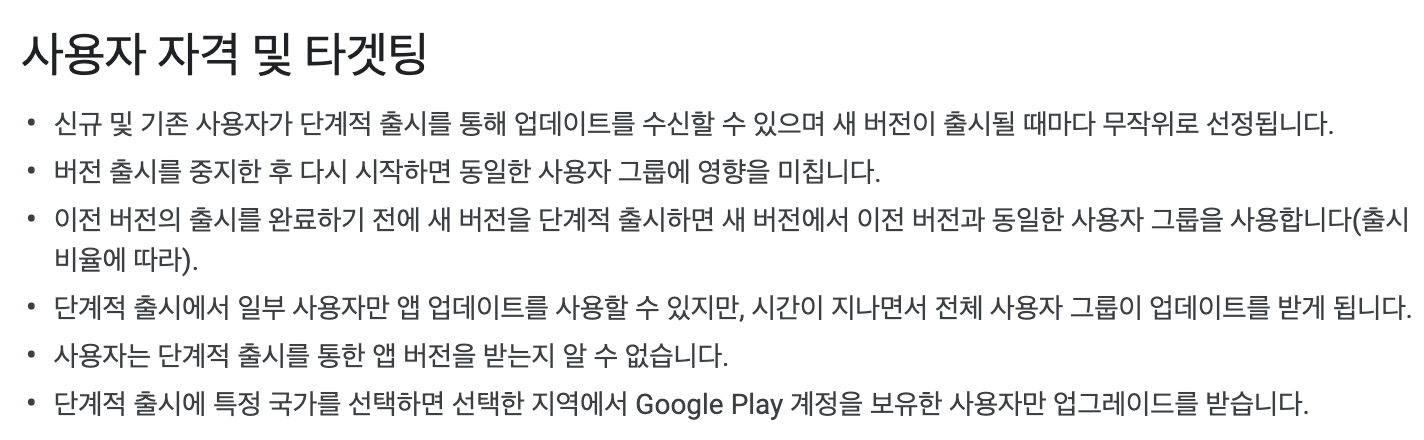 사용자 자격 및 타겟팅
• 신규 및 기존 사용자가 단계적 출시를 통해 업데이트를 수신할 수 있으며 새 버전이 출시될 때마다 무작위로 선정됩니다.
• 버전 출시를 중지한 후 다시 시작하면 동일한 사용자 그룹에 영향을 미칩니다.
• 이전 버전의 출시를 완료하기 전에 새 버전을 단계적 출시하면 새 버전에서 이전 버전과 동일한 사용자 그룹을 사용합니다(출시
비율에 따라).
• 단계적 출시에서 일부 사용자만 앱 업데이트를 사용할 수 있지만, 시간이 지나면서 전체 사용자 그룹이 업데이트를 받게 됩니다.
• 사용자는 단계적 출시를 통한 앱 버전을 받는지 알 수 없습니다.
• 단계적 출시에 특정 국가를 선택하면 선택한 지역에서 Google Play 계정을 보유한 사용자만 업그레이드를 받습니다.